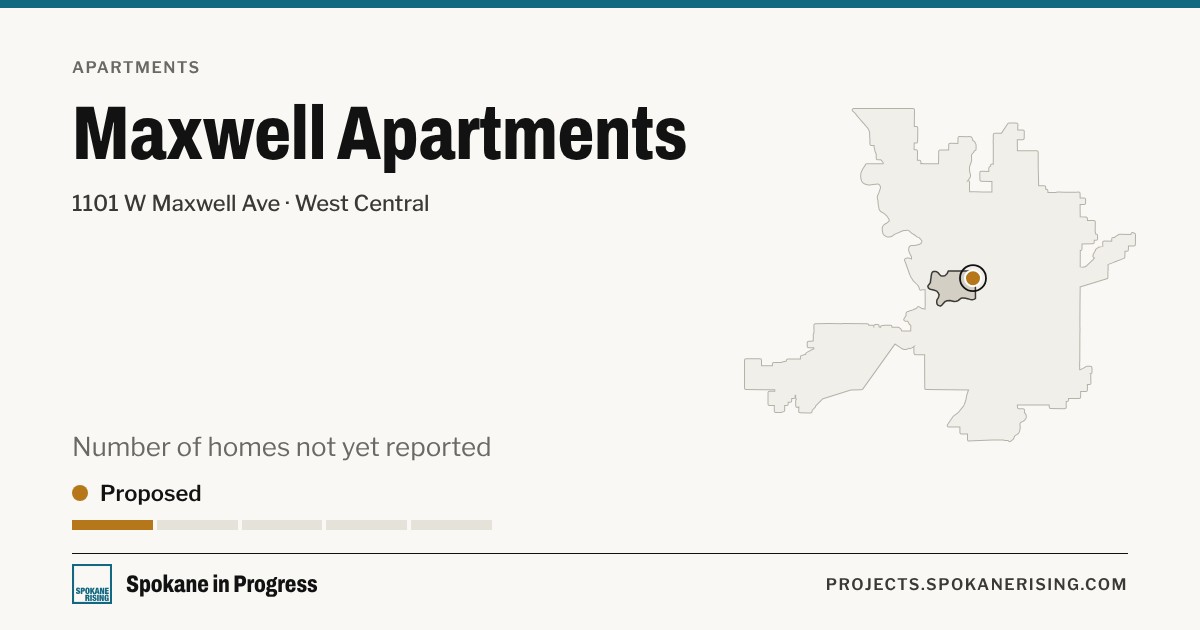 APARTMENTS
Maxwell Apartments
1101 W Maxwell Ave · West Central
Number of homes not yet reported
Proposed
SPOKANE
RISING
Spokane in Progress
PROJECTS.SPOKANERISING.COM